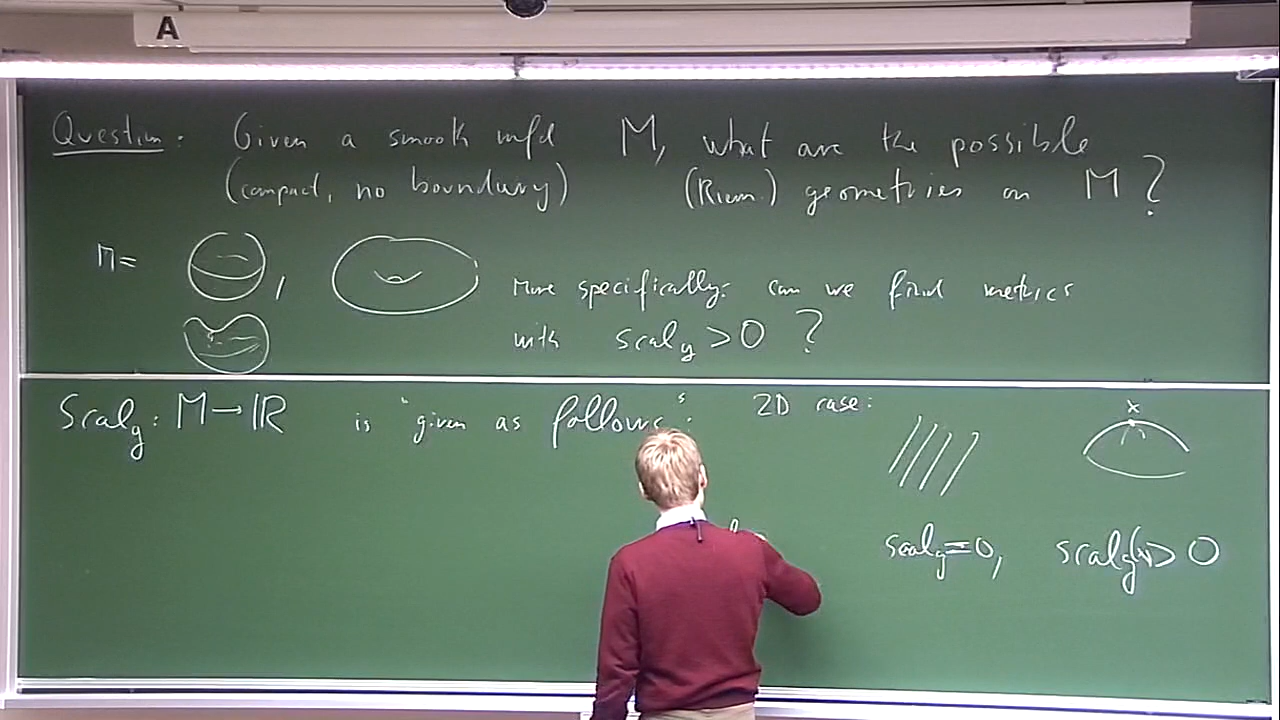 A
Question: Given a smooth mfd M, what are the possible
(compact, no boundary) (Riem.) geometries on M?
M= ,
More specifically: can we find metrics
with scal_g > 0 ?
Scal_g: M → ℝ is "given as follows": 2D case:
x
scal_g = 0, scal_g(x) > 0